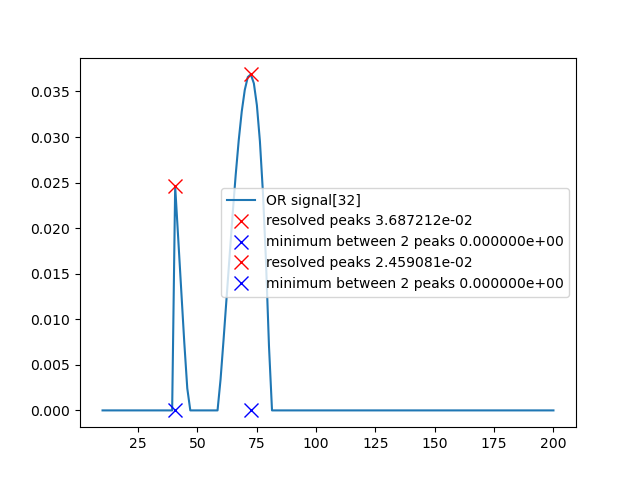 0.035
0.030
0.025
0.020
0.015
0.010
0.005
0.000
OR signal[32]
resolved peaks 3.687212e-02
minimum between 2 peaks 0.000000e+00
resolved peaks 2.459081e-02
minimum between 2 peaks 0.000000e+00
25 50 75 100 125 150 175 200